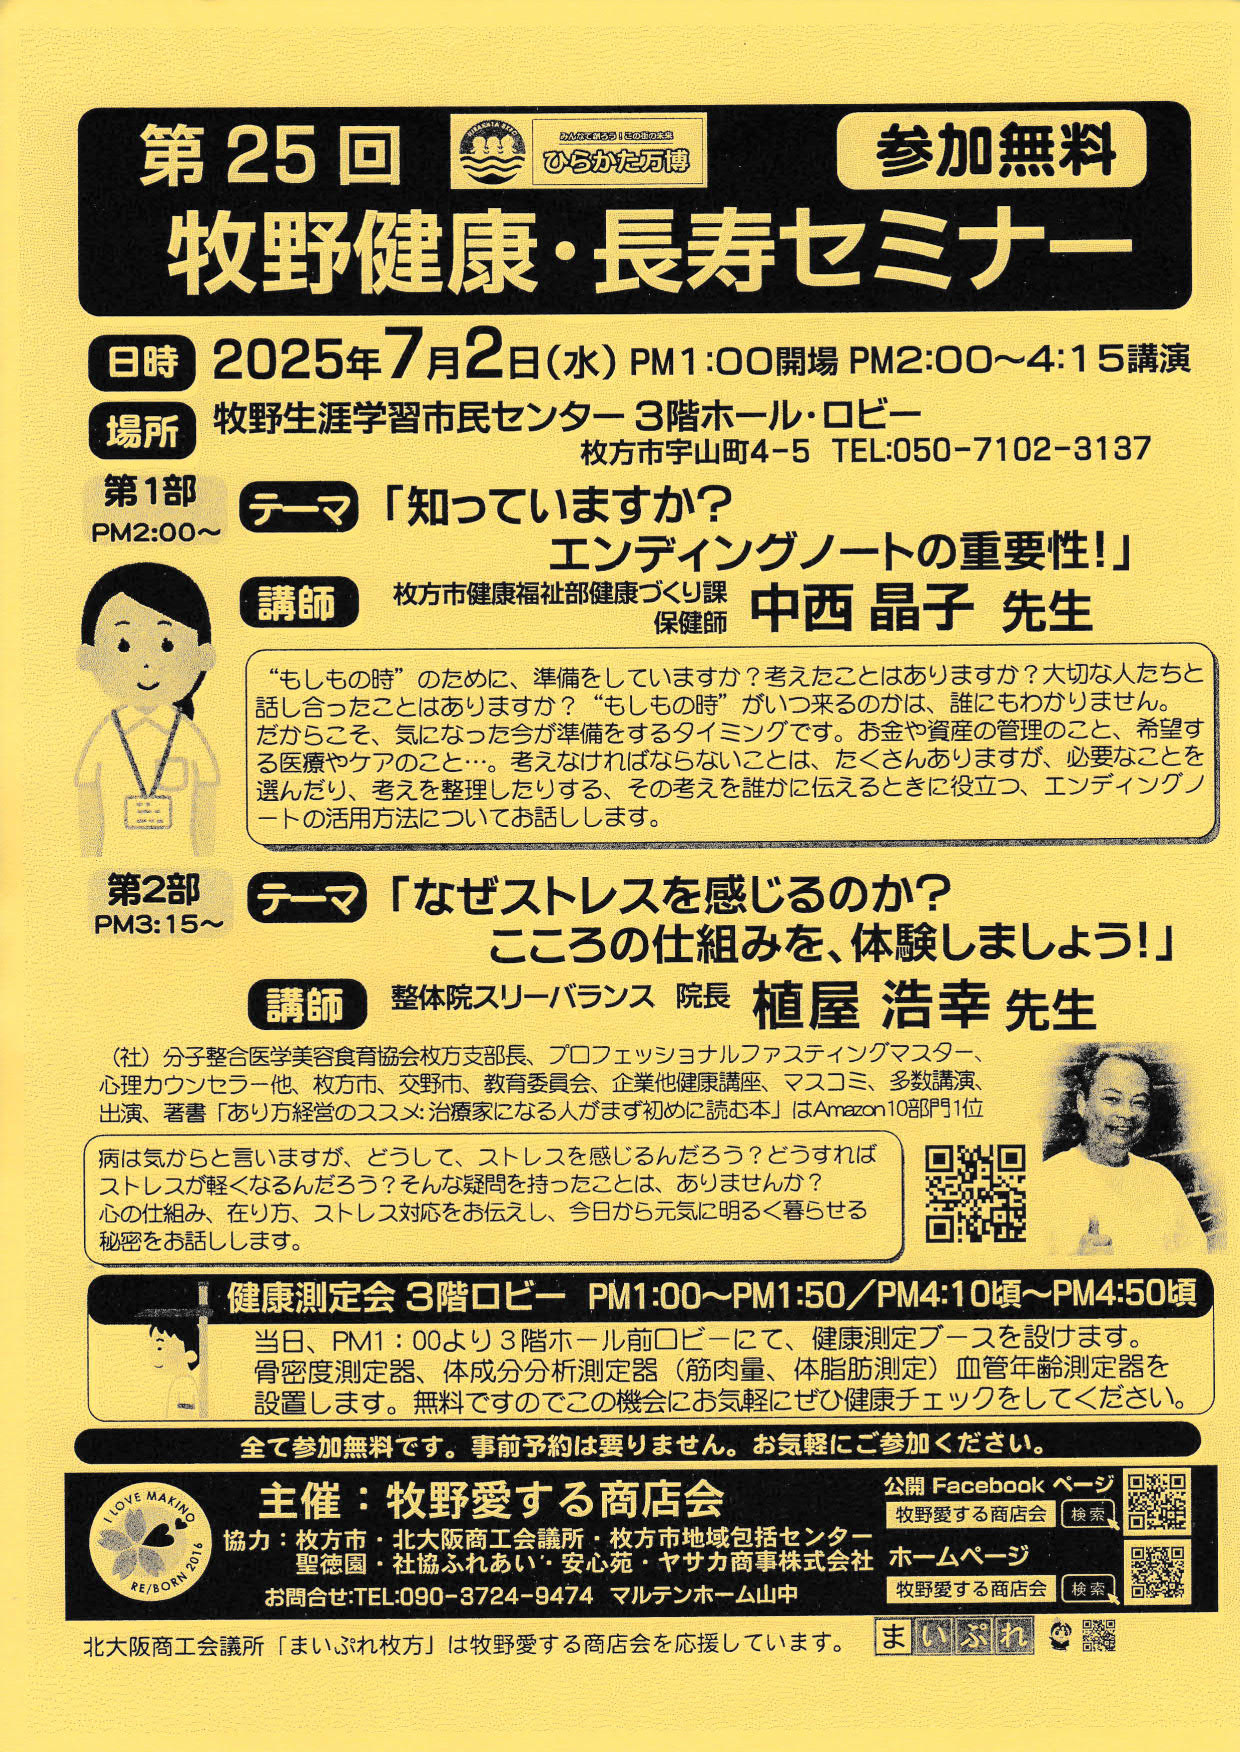 第25回
HIRAKATA EXPO
みんなで創ろう！この街の未来
ひらかた万博
参加無料
牧野健康・長寿セミナー
日時 2025年7月2日(水) PM1:00開場 PM2:00〜4:15講演
場所 牧野生涯学習市民センター 3階ホール・ロビー
枚方市宇山町4-5 TEL:050-7102-3137
第1部
PM2:00〜
テーマ 「知っていますか?
エンディングノートの重要性!」
講師 枚方市健康福祉部健康づくり課
保健師 中西 晶子 先生
“もしもの時”のために、準備をしていますか？考えたことはありますか？大切な人たちと
話し合ったことはありますか？“もしもの時”がいつ来るのかは、誰にもわかりません。
だからこそ、気になった今が準備をするタイミングです。お金や資産の管理のこと、希望す
る医療やケアのこと…。考えなければならないことは、たくさんありますが、必要なことを
選んだり、考えを整理したりする、その考えを誰かに伝えるときに役立つ、エンディングノ
ートの活用方法についてお話しします。
第2部
PM3:15〜
テーマ 「なぜストレスを感じるのか?
こころの仕組みを、体験しましょう!」
講師 整体院スリーバランス 院長 植屋 浩幸 先生
（社）分子整合医学美容食育協会枚方支部長、プロフェッショナルファスティングマスター、
心理カウンセラー他、枚方市、交野市、教育委員会、企業他健康講座、マスコミ、多数講演、
出演、著書「あり方経営のススメ:治療家になる人がまず初めに読む本」はAmazon10部門1位
病は気からと言いますが、どうして、ストレスを感じるんだろう？どうすれば
ストレスが軽くなるんだろう？そんな疑問を持ったことは、ありませんか？
心の仕組み、在り方、ストレス対応をお伝えし、今日から元気に明るく暮らせる
秘密をお話しします。
健康測定会 3階ロビー PM1:00〜PM1:50／PM4:10頃〜PM4:50頃
当日、PM1：00より３階ホール前ロビーにて、健康測定ブースを設けます。
骨密度測定器、体成分分析測定器（筋肉量、体脂肪測定）血管年齢測定器を
設置します。無料ですのでこの機会にお気軽にぜひ健康チェックをしてください。
全て参加無料です。事前予約は要りません。お気軽にご参加ください。
I LOVE MAKINO
RE/BORN 2016
主催：牧野愛する商店会
協力：枚方市・北大阪商工会議所・枚方市地域包括センター
聖徳園・社協ふれあい・安心苑・ヤサカ商事株式会社
お問合せ:TEL:090-3724-9474 マルテンホーム山中
公開 Facebook ページ
牧野愛する商店会 検索
ホームページ
牧野愛する商店会 検索
北大阪商工会議所「まいぷれ枚方」は牧野愛する商店会を応援しています。 まいぷれ